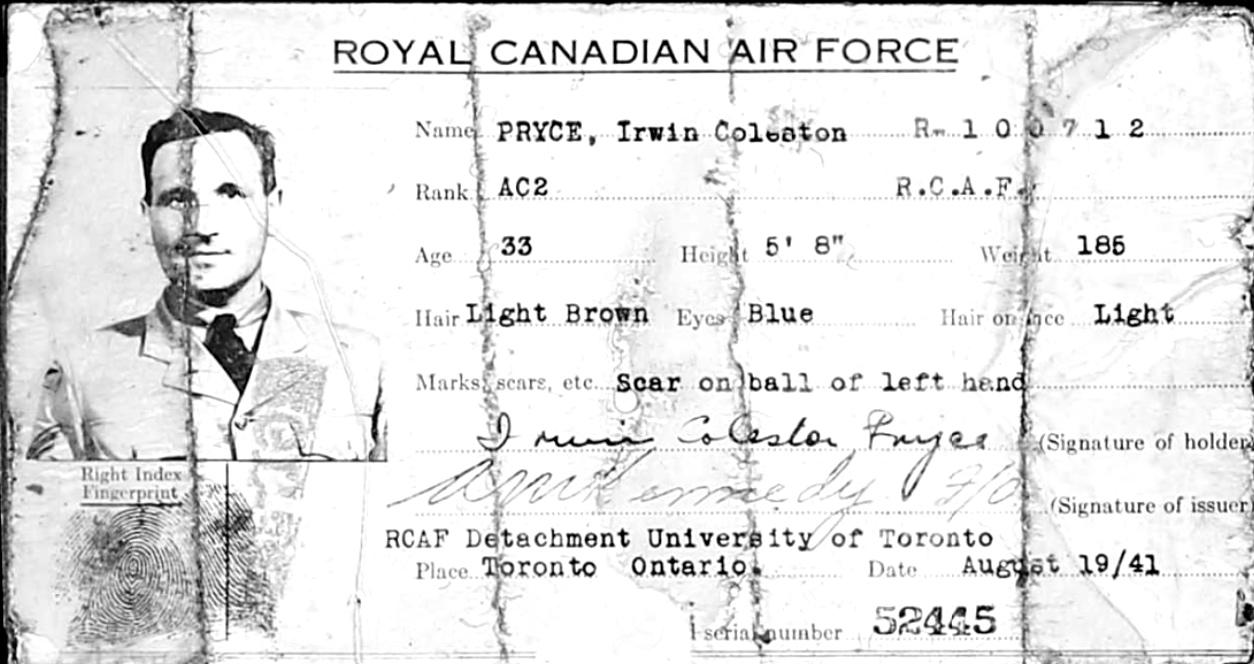 ROYAL CANADIAN AIR FORCE
Name PRYCE, Irwin Coleston R-100712
Rank AC2 R.C.A.F.
Age 33 Height 5' 8" Weight 185
Hair Light Brown Eyes Blue Hair on face Light
Marks, scars, etc. Scar on ball of left hand
Irwin Coleston Pryce (Signature of holder)
Kennedy F/O (Signature of issuer)
Right Index
Fingerprint
RCAF Detachment University of Toronto
Place Toronto Ontario. Date August 19/41
serial number 52445